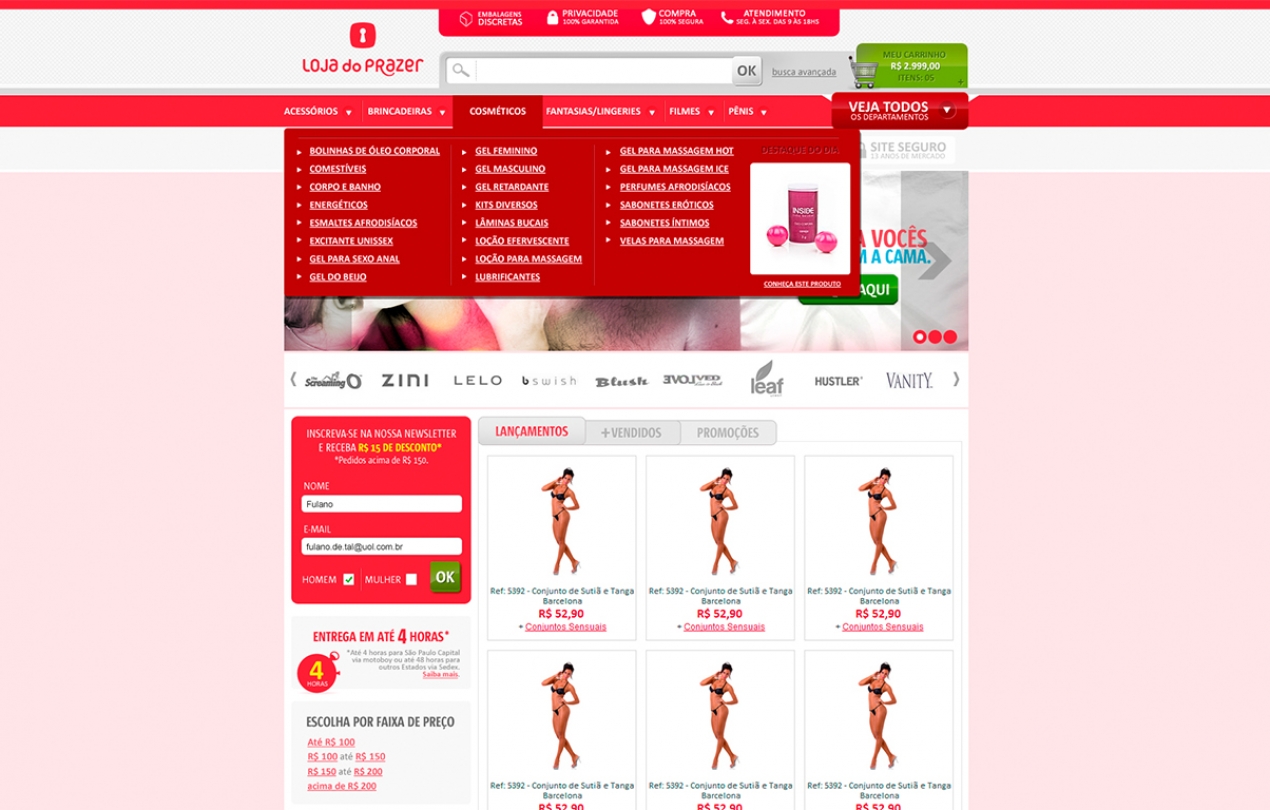 EMBALAGENS
DISCRETAS
PRIVACIDADE
100% GARANTIDA
COMPRA
100% SEGURA
ATENDIMENTO
SEG. À SEX. DAS 9 ÀS 18HS
LOJA DO PRAZER
OK
busca avançada
MEU CARRINHO
R$ 2.999,00
ITENS: 05
+
ACESSÓRIOS
BRINCADEIRAS
COSMÉTICOS
FANTASIAS/LINGERIES
FILMES
PÊNIS
VEJA TODOS
OS DEPARTAMENTOS
BOLINHAS DE ÓLEO CORPORAL
COMESTÍVEIS
CORPO E BANHO
ENERGÉTICOS
ESMALTES AFRODISÍACOS
EXCITANTE UNISSEX
GEL PARA SEXO ANAL
GEL DO BEIJO
GEL FEMININO
GEL MASCULINO
GEL RETARDANTE
KITS DIVERSOS
LÂMINAS BUCAIS
LOCÃO EFERVESCENTE
LOCÃO PARA MASSAGEM
LUBRIFICANTES
GEL PARA MASSAGEM HOT
GEL PARA MASSAGEM ICE
PERFUMES AFRODISÍACOS
SABONETES ERÓTICOS
SABONETES ÍNTIMOS
VELAS PARA MASSAGEM
DESTAQUE DO DIA
INSIDE
CONHEÇA ESTE PRODUTO
SITE SEGURO
13 ANOS DE MERCADO
A VOCÊS
M A CAMA.
AQUI
The Screaming O
ZINI
LELO
bswish
Blush
EVOLVED
leaf
HUSTLER
VANITY
INSCREVA-SE NA NOSSA NEWSLETTER
E RECEBA R$ 15 DE DESCONTO*
*Pedidos acima de R$ 150.
NOME
Fulano
E-MAIL
fulano.de.tal@uol.com.br
HOMEM
MULHER
OK
ENTREGA EM ATÉ 4 HORAS*
4
HORAS
*Até 4 horas para São Paulo Capital
via motoboy ou até 48 horas para
outros Estados via Sedex.
Saiba mais.
ESCOLHA POR FAIXA DE PREÇO
Até R$ 100
R$ 100 até R$ 150
R$ 150 até R$ 200
acima de R$ 200
LANÇAMENTOS
+VENDIDOS
PROMOÇÕES
Ref: 5392 - Conjunto de Sutiã e Tanga
Barcelona
R$ 52,90
+ Conjuntos Sensuais
Ref: 5392 - Conjunto de Sutiã e Tanga
Barcelona
R$ 52,90
+ Conjuntos Sensuais
Ref: 5392 - Conjunto de Sutiã e Tanga
Barcelona
R$ 52,90
+ Conjuntos Sensuais
Ref: 5392 - Conjunto de Sutiã e Tanga
Barcelona
R$ 52,90
Ref: 5392 - Conjunto de Sutiã e Tanga
Barcelona
R$ 52,90
Ref: 5392 - Conjunto de Sutiã e Tanga
Barcelona
R$ 52,90